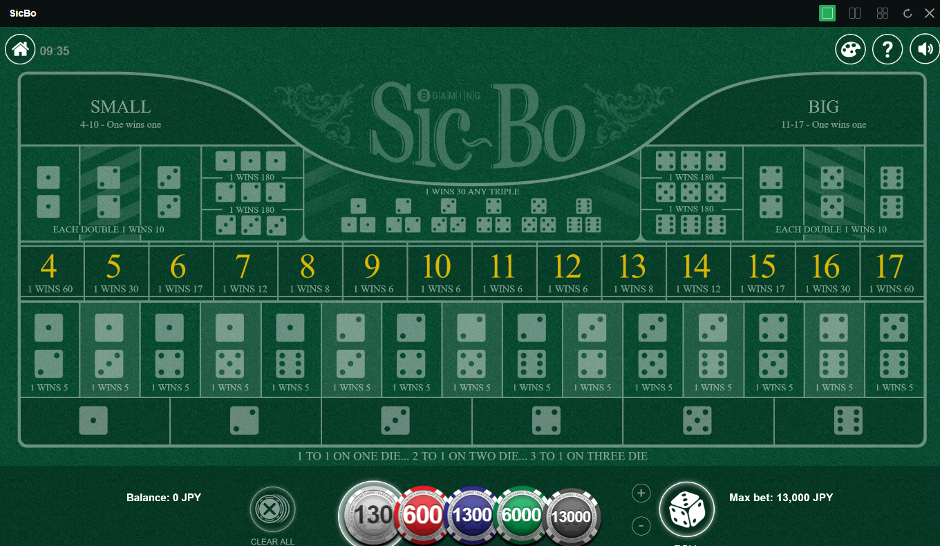 SicBo
09:35
BGAMING
Sic~Bo
SMALL
4-10 - One wins one
BIG
11-17 - One wins one
1 WINS 180
1 WINS 180
EACH DOUBLE 1 WINS 10
1 WINS 30 ANY TRIPLE
1 WINS 180
1 WINS 180
EACH DOUBLE 1 WINS 10
4 5 6 7 8 9 10 11 12 13 14 15 16 17
1 WINS 60 1 WINS 30 1 WINS 17 1 WINS 12 1 WINS 8 1 WINS 6 1 WINS 6 1 WINS 6 1 WINS 6 1 WINS 8 1 WINS 12 1 WINS 17 1 WINS 30 1 WINS 60
1 WINS 5 1 WINS 5 1 WINS 5 1 WINS 5 1 WINS 5 1 WINS 5 1 WINS 5 1 WINS 5 1 WINS 5 1 WINS 5 1 WINS 5 1 WINS 5 1 WINS 5 1 WINS 5 1 WINS 5
1 TO 1 ON ONE DIE... 2 TO 1 ON TWO DIE... 3 TO 1 ON THREE DIE
Balance: 0 JPY
CLEAR ALL
130 600 1300 6000 13000
Max bet: 13,000 JPY